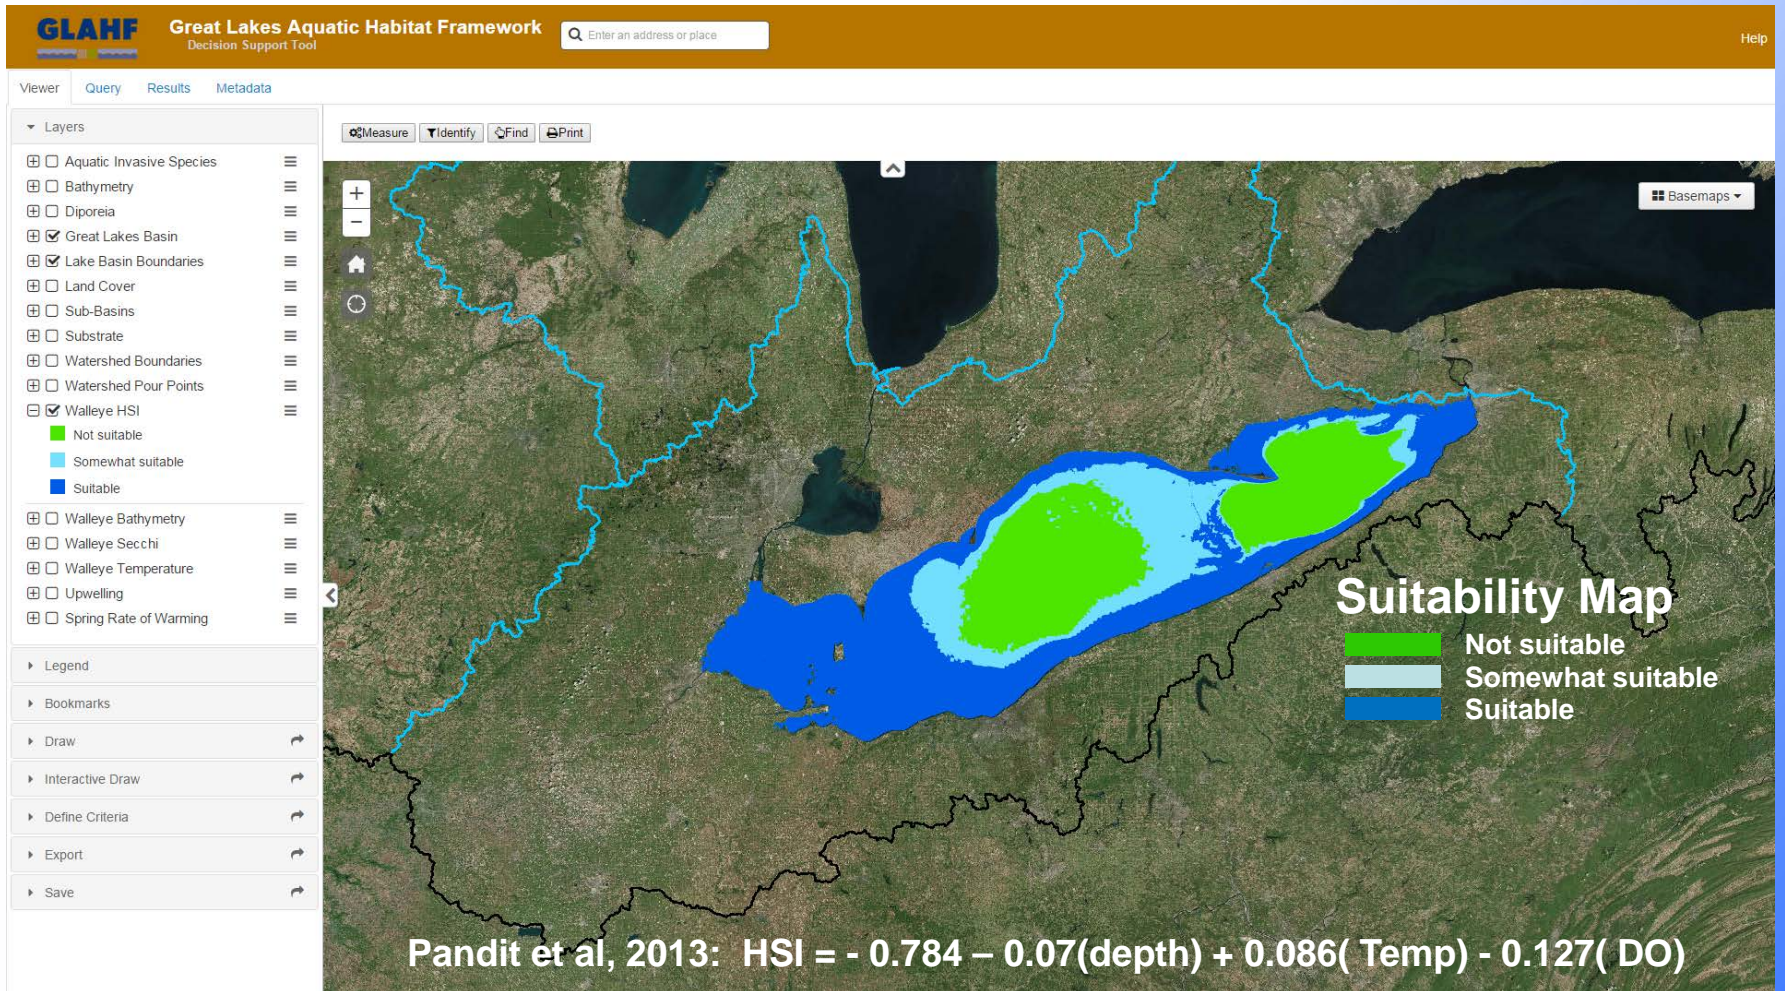 GLAHF
Great Lakes Aquatic Habitat Framework
Decision Support Tool
Enter an address or place
Help
Viewer Query Results Metadata
Layers
Measure Identify Find Print
Aquatic Invasive Species
Bathymetry
Diporeia
Great Lakes Basin
Lake Basin Boundaries
Land Cover
Sub-Basins
Substrate
Watershed Boundaries
Watershed Pour Points
Walleye HSI
Not suitable
Somewhat suitable
Suitable
Walleye Bathymetry
Walleye Secchi
Walleye Temperature
Upwelling
Spring Rate of Warming
Legend
Bookmarks
Draw
Interactive Draw
Define Criteria
Export
Save
Basemaps
Suitability Map
Not suitable
Somewhat suitable
Suitable
Pandit et al, 2013: HSI = - 0.784 – 0.07(depth) + 0.086( Temp) - 0.127( DO)